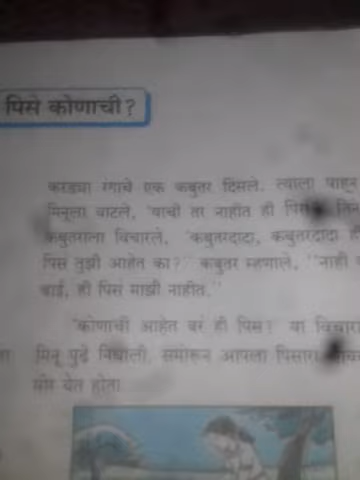 पिसे कोणाची?
करड्या रंगाचे एक कबुतर दिसले. त्याला पाहून
मिनूला वाटले, 'याची तर नाहीत ही पिसे
कबुतराला विचारले, 'कबुतरदादा, कबुतरदादा ही
पिसे तुझी आहेत का?' कबुतर म्हणाले, ''नाही
बाई, ही पिसे माझी नाहीत.''
'कोणाची आहेत बरं ही पिसे? या विचारा
मिनू पुढे निघाली. समोरून आपला पिसारा
मोर येत होता